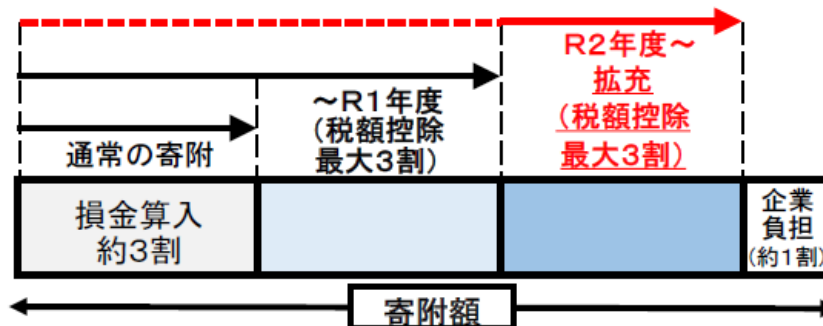 R2年度～
拡充
(税額控除
最大3割)
～R1年度
(税額控除
最大3割)
通常の寄附
損金算入
約3割
企業
負担
(約1割)
寄附額